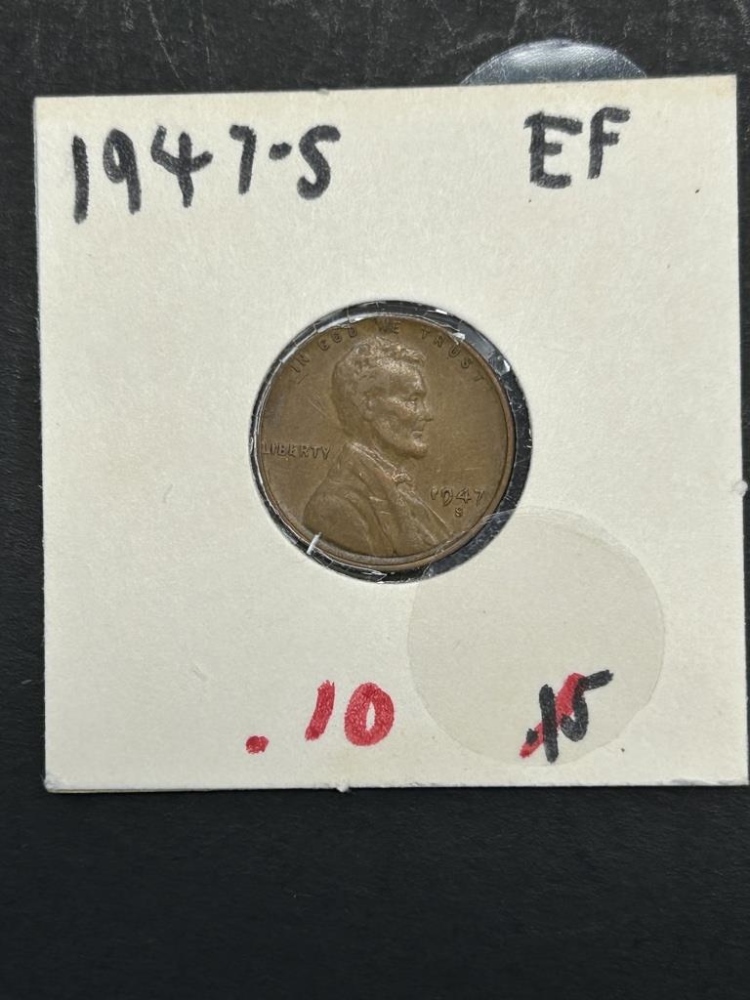 1947-S EF
IN GOD WE TRUST
LIBERTY
1947
S
.10 .15